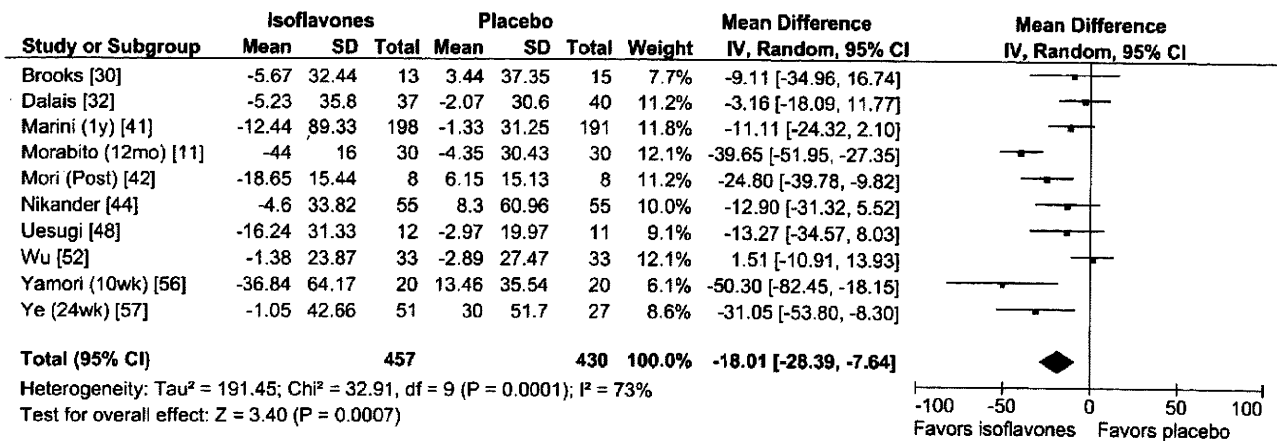 Isoflavones Placebo Mean Difference Mean Difference
Study or Subgroup Mean SD Total Mean SD Total Weight IV, Random, 95% CI IV, Random, 95% CI
Brooks [30] -5.67 32.44 13 3.44 37.35 15 7.7% -9.11 [-34.96, 16.74]
Dalais [32] -5.23 35.8 37 -2.07 30.6 40 11.2% -3.16 [-18.09, 11.77]
Marini (1y) [41] -12.44 89.33 198 -1.33 31.25 191 11.8% -11.11 [-24.32, 2.10]
Morabito (12mo) [11] -44 16 30 -4.35 30.43 30 12.1% -39.65 [-51.95, -27.35]
Mori (Post) [42] -18.65 15.44 8 6.15 15.13 8 11.2% -24.80 [-39.78, -9.82]
Nikander [44] -4.6 33.82 55 8.3 60.96 55 10.0% -12.90 [-31.32, 5.52]
Uesugi [48] -16.24 31.33 12 -2.97 19.97 11 9.1% -13.27 [-34.57, 8.03]
Wu [52] -1.38 23.87 33 -2.89 27.47 33 12.1% 1.51 [-10.91, 13.93]
Yamori (10wk) [56] -36.84 64.17 20 13.46 35.54 20 6.1% -50.30 [-82.45, -18.15]
Ye (24wk) [57] -1.05 42.66 51 30 51.7 27 8.6% -31.05 [-53.80, -8.30]
Total (95% CI) 457 430 100.0% -18.01 [-28.39, -7.64]
Heterogeneity: Tau² = 191.45; Chi² = 32.91, df = 9 (P = 0.0001); I² = 73%
Test for overall effect: Z = 3.40 (P = 0.0007)
-100 -50 0 50 100
Favors isoflavones Favors placebo